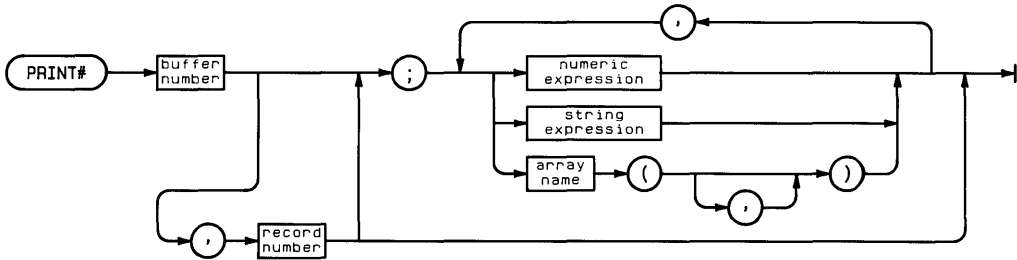 ,
PRINT#
buffer
number
;
numeric
expression
string
expression
array
name
(
,
)
,
record
number